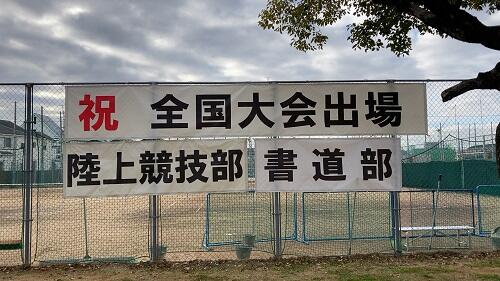 祝 全国大会出場
陸上競技部 書道部